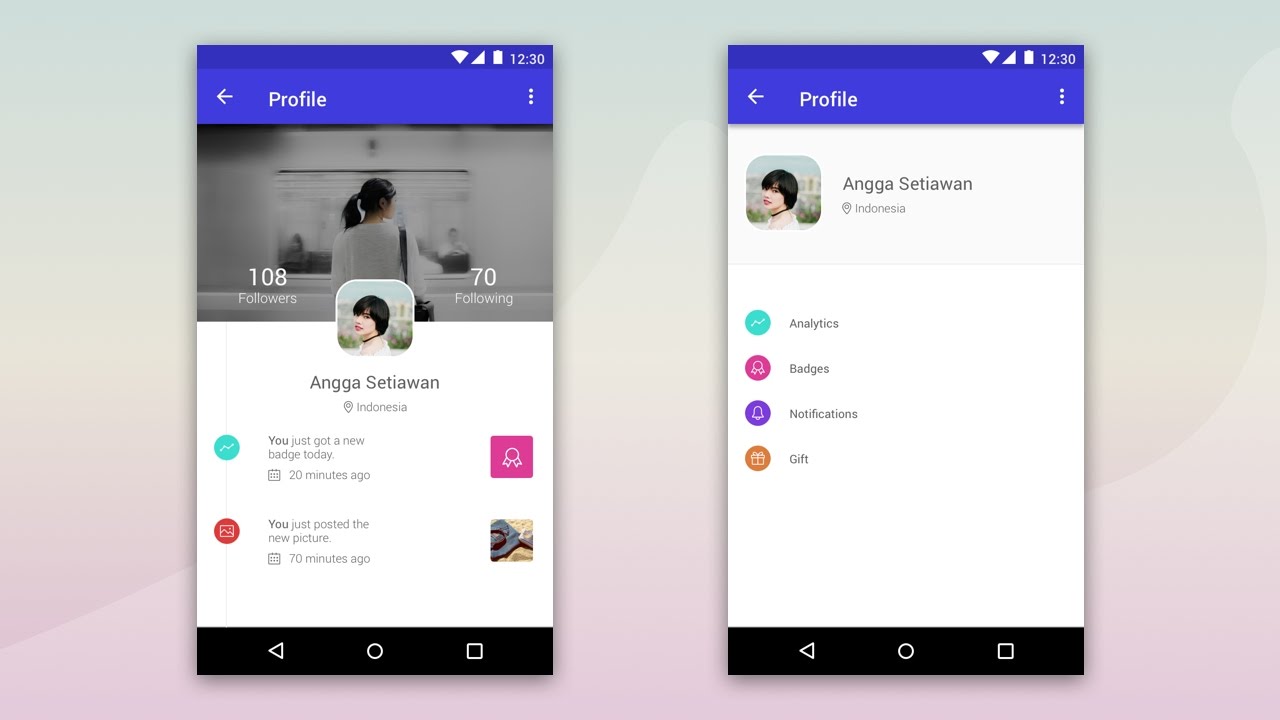 12:30
Profile
108
Followers
70
Following
Angga Setiawan
Indonesia
You just got a new
badge today.
20 minutes ago
You just posted the
new picture.
70 minutes ago
12:30
Profile
Angga Setiawan
Indonesia
Analytics
Badges
Notifications
Gift